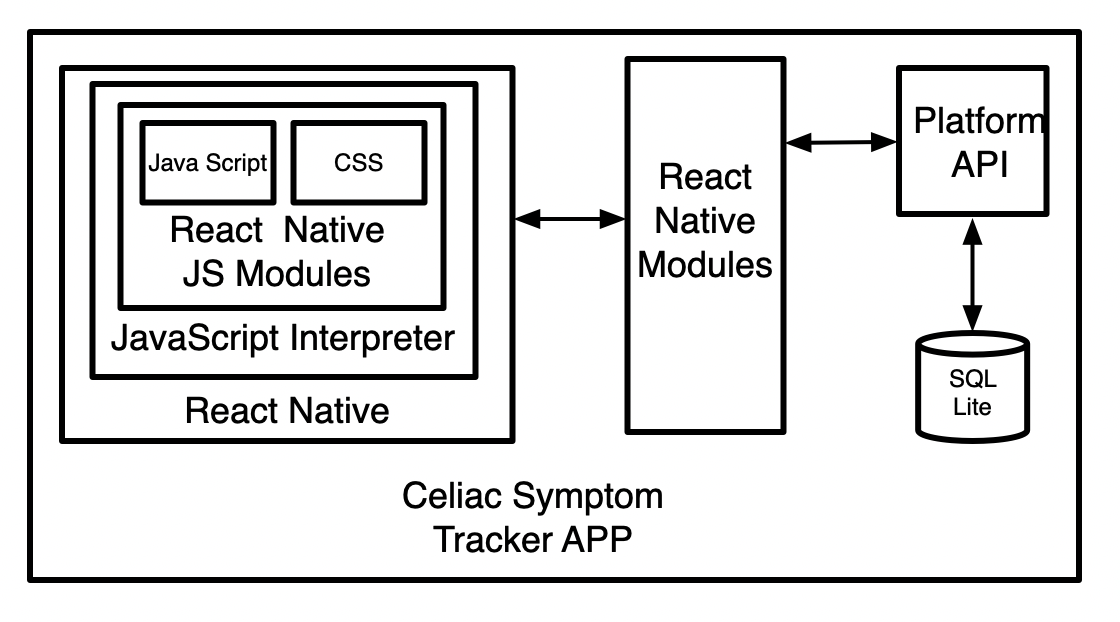 Java Script
CSS
React Native
JS Modules
JavaScript Interpreter
React Native
React
Native
Modules
Platform
API
SQL
Lite
Celiac Symptom
Tracker APP